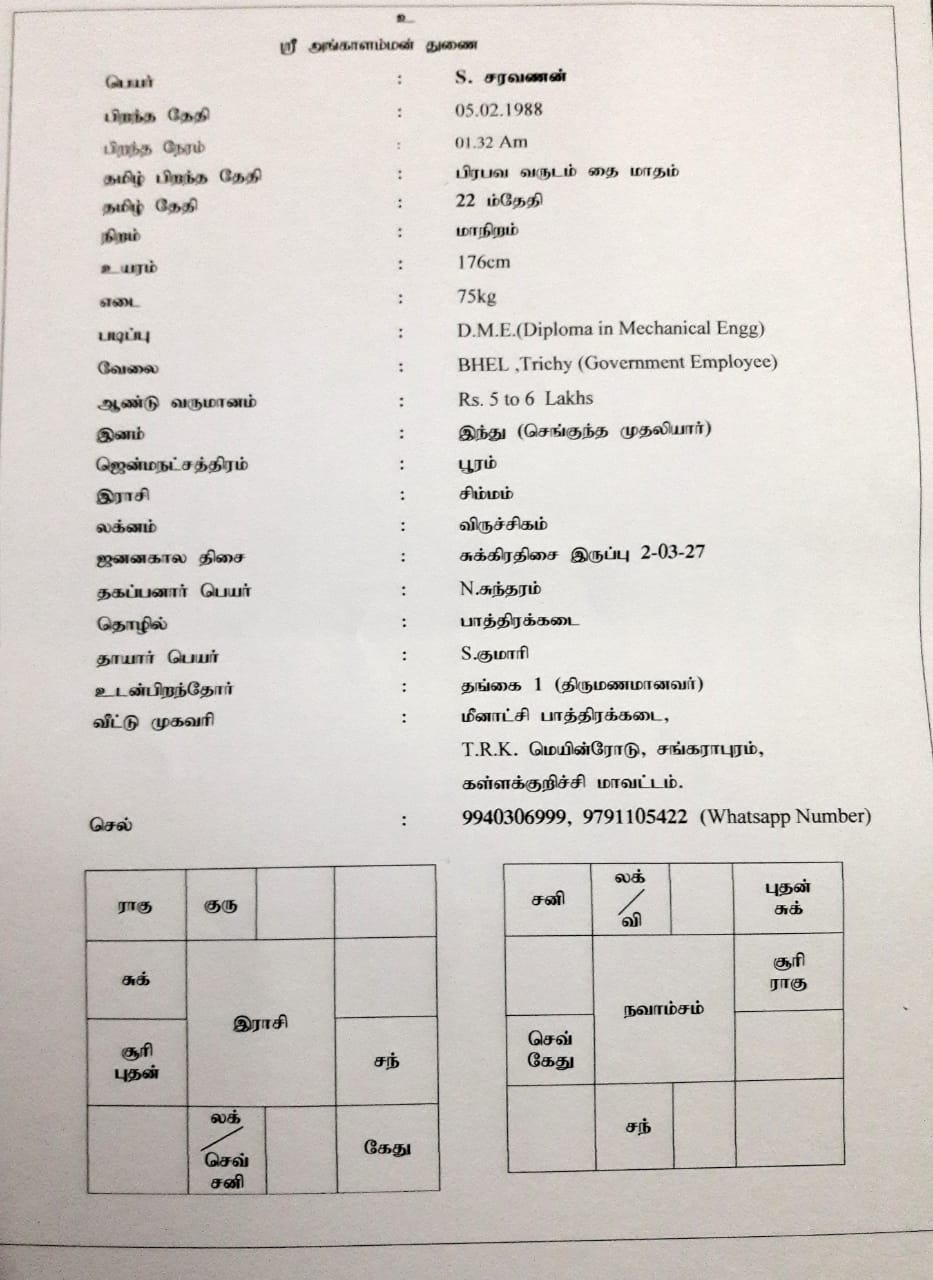 உ
ஸ்ரீ அங்காளம்மன் துணை
பெயர் : S. சரவணன்
பிறந்த தேதி : 05.02.1988
பிறந்த நேரம் : 01.32 Am
தமிழ் பிறந்த தேதி : பிரபவ வருடம் தை மாதம்
தமிழ் தேதி : 22 ம்தேதி
நிறம் : மாநிறம்
உயரம் : 176cm
எடை : 75kg
படிப்பு : D.M.E.(Diploma in Mechanical Engg)
வேலை : BHEL ,Trichy (Government Employee)
ஆண்டு வருமானம் : Rs. 5 to 6 Lakhs
இனம் : இந்து (செங்குந்த முதலியார்)
ஜென்மநட்சத்திரம் : பூரம்
இராசி : சிம்மம்
லக்னம் : விருச்சிகம்
ஜனனகால திசை : சுக்கிரதிசை இருப்பு 2-03-27
தகப்பனார் பெயர் : N.சுந்தரம்
தொழில் : பாத்திரக்கடை
தாயார் பெயர் : S.குமாரி
உடன்பிறந்தோர் : தங்கை 1 (திருமணமானவர்)
வீட்டு முகவரி : மீனாட்சி பாத்திரக்கடை,
T.R.K. மெயின்ரோடு, சங்கராபுரம்,
கள்ளக்குறிச்சி மாவட்டம்.
செல் : 9940306999, 9791105422 (Whatsapp Number)
ராகு குரு
சுக்
இராசி
சூரி
புதன்
சந்
லக்
/
செவ்
சனி
கேது
சனி
லக்
/
வி
புதன்
சுக்
சூரி
ராகு
நவாம்சம்
செவ்
கேது
சந்